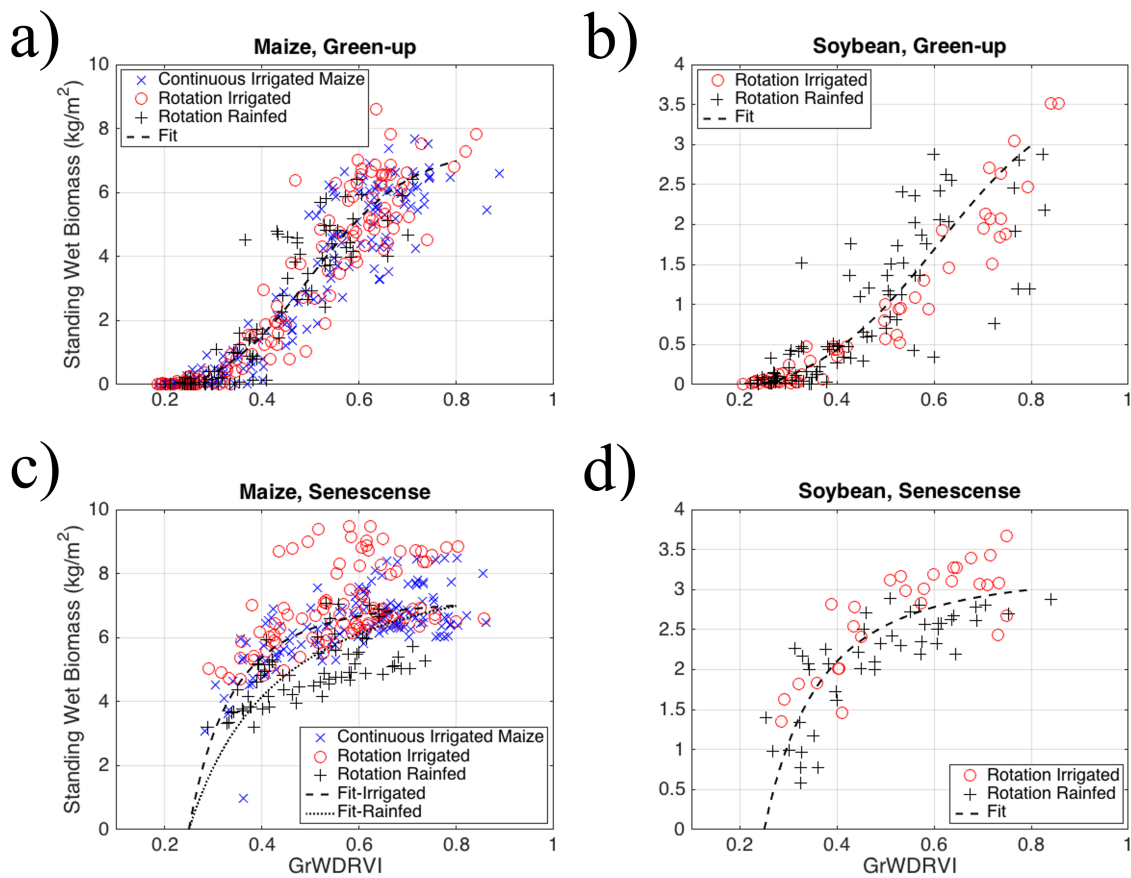 a)
Maize, Green-up
Standing Wet Biomass (kg/m²)
10
8
6
4
2
0
0.2
0.4
0.6
0.8
1
Continuous Irrigated Maize
Rotation Irrigated
Rotation Rainfed
Fit
b)
Soybean, Green-up
4
3.5
3
2.5
2
1.5
1
0.5
0
0.2
0.4
0.6
0.8
1
Rotation Irrigated
Rotation Rainfed
Fit
c)
Maize, Senescense
Standing Wet Biomass (kg/m²)
10
8
6
4
2
0
0.2
0.4
0.6
0.8
1
GrWDRVI
Continuous Irrigated Maize
Rotation Irrigated
Rotation Rainfed
Fit-Irrigated
Fit-Rainfed
d)
Soybean, Senescense
4
3.5
3
2.5
2
1.5
1
0.5
0
0.2
0.4
0.6
0.8
1
GrWDRVI
Rotation Irrigated
Rotation Rainfed
Fit